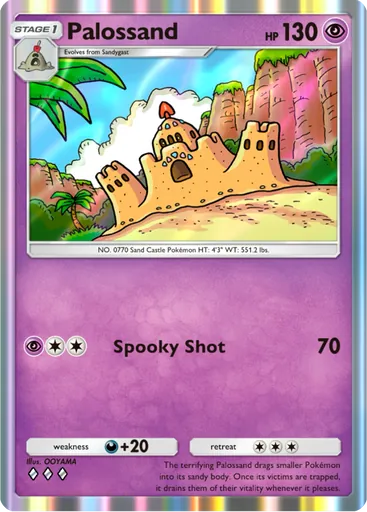 STAGE 1
Palossand
HP 130
Evolves from Sandygast
NO. 0770 Sand Castle Pokémon HT: 4'3" WT: 551.2 lbs.
Spooky Shot 70
weakness +20
retreat
Illus. OOYAMA
The terrifying Palossand drags smaller Pokémon
into its sandy body. Once its victims are trapped,
it drains them of their vitality whenever it pleases.